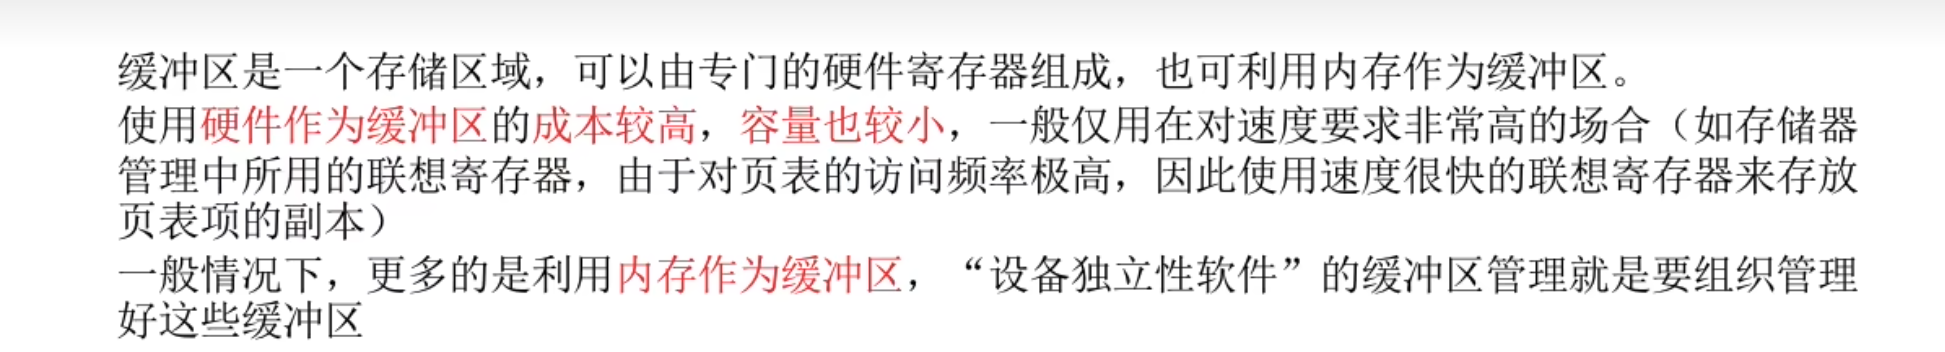 缓冲区是一个存储区域，可以由专门的硬件寄存器组成，也可利用内存作为缓冲区。
使用硬件作为缓冲区的成本较高，容量也较小，一般仅用在对速度要求非常高的场合（如存储器
管理中所用的联想寄存器，由于对页表的访问频率极高，因此使用速度很快的联想寄存器来存放
页表项的副本）
一般情况下，更多的是利用内存作为缓冲区，“设备独立性软件”的缓冲区管理就是要组织管理
好这些缓冲区